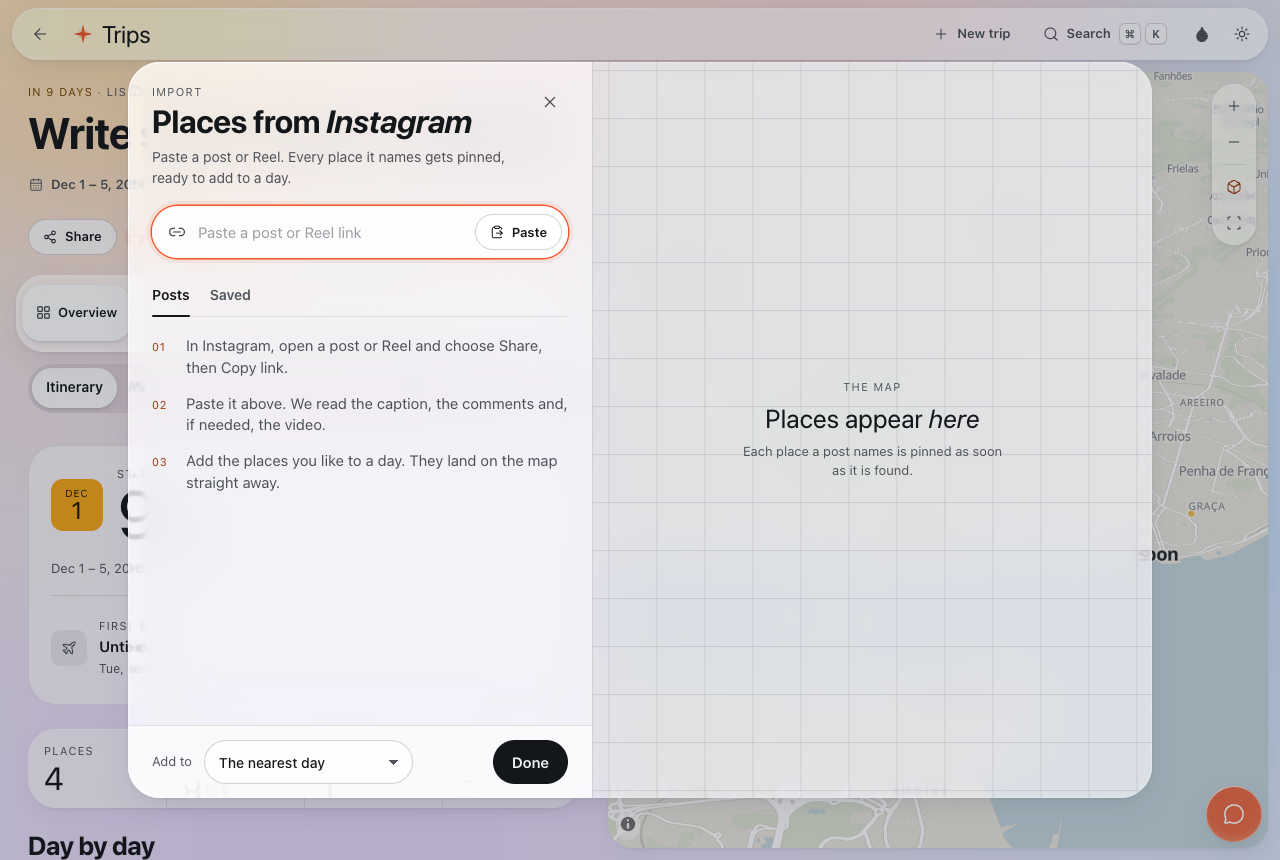 Trips
New trip
Search
⌘
K
IN 9 DAYS · LIS
Write
Dec 1 – 5, 20
Share
Overview
Itinerary
DEC
1
Dec 1 – 5, 20
FIRS
Tue,
PLACES
4
Day by day
IMPORT
Places from Instagram
Paste a post or Reel. Every place it names gets pinned,
ready to add to a day.
Paste a post or Reel link
Paste
Posts
Saved
01
In Instagram, open a post or Reel and choose Share,
then Copy link.
02
Paste it above. We read the caption, the comments and,
if needed, the video.
03
Add the places you like to a day. They land on the map
straight away.
Add to
The nearest day
Done
THE MAP
Places appear here
Each place a post names is pinned as soon
as it is found.
Fanhões
Frielas
Prior
AREEIRO
Arroios
Penha de Franç
GRAÇA